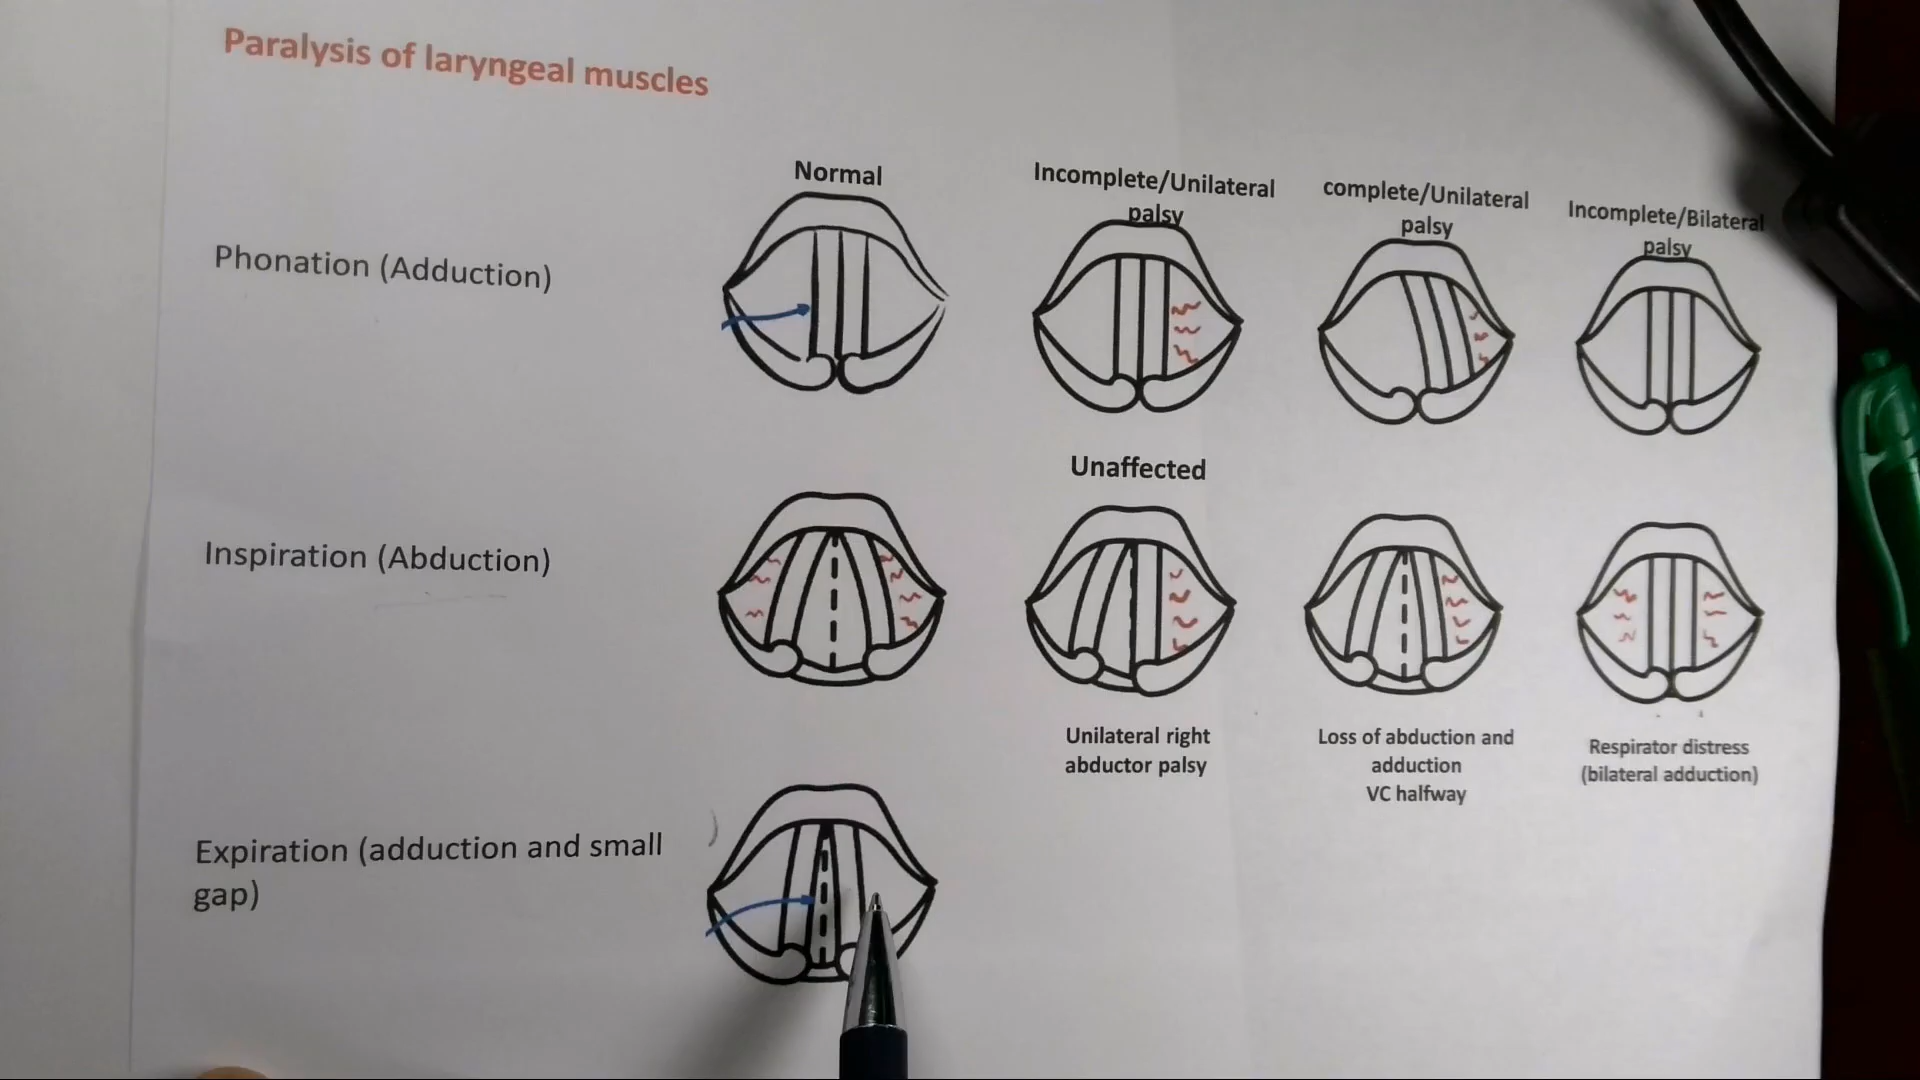 Paralysis of laryngeal muscles
Normal
Incomplete/Unilateral
palsy
complete/Unilateral
palsy
Incomplete/Bilateral
palsy
Phonation (Adduction)
Unaffected
Inspiration (Abduction)
Unilateral right
abductor palsy
Loss of abduction and
adduction
VC halfway
Respirator distress
(bilateral adduction)
Expiration (adduction and small
gap)